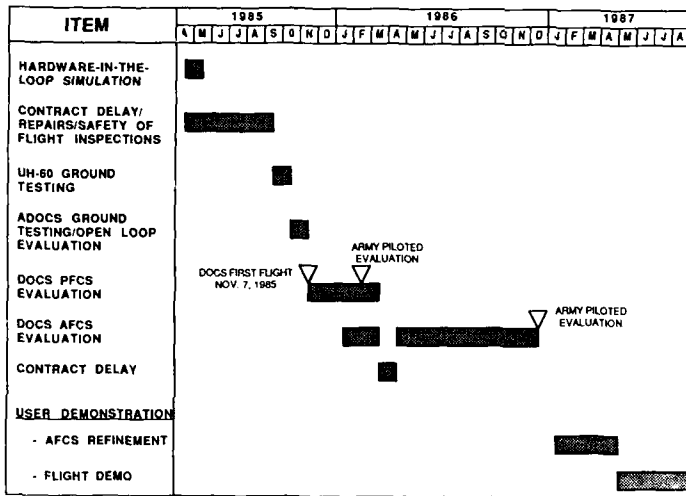 ITEM
1985
1986
1987
A M J J A S O N D J F M A M J J A S O N D J F M A M J J A
HARDWARE-IN-THE-
LOOP SIMULATION
CONTRACT DELAY/
REPAIRS/SAFETY OF
FLIGHT INSPECTIONS
UH-60 GROUND
TESTING
ADOCS GROUND
TESTING/OPEN LOOP
EVALUATION
DOCS FIRST FLIGHT
NOV. 7, 1985
ARMY PILOTED
EVALUATION
DOCS PFCS
EVALUATION
DOCS AFCS
EVALUATION
ARMY PILOTED
EVALUATION
CONTRACT DELAY
USER DEMONSTRATION
- AFCS REFINEMENT
- FLIGHT DEMO